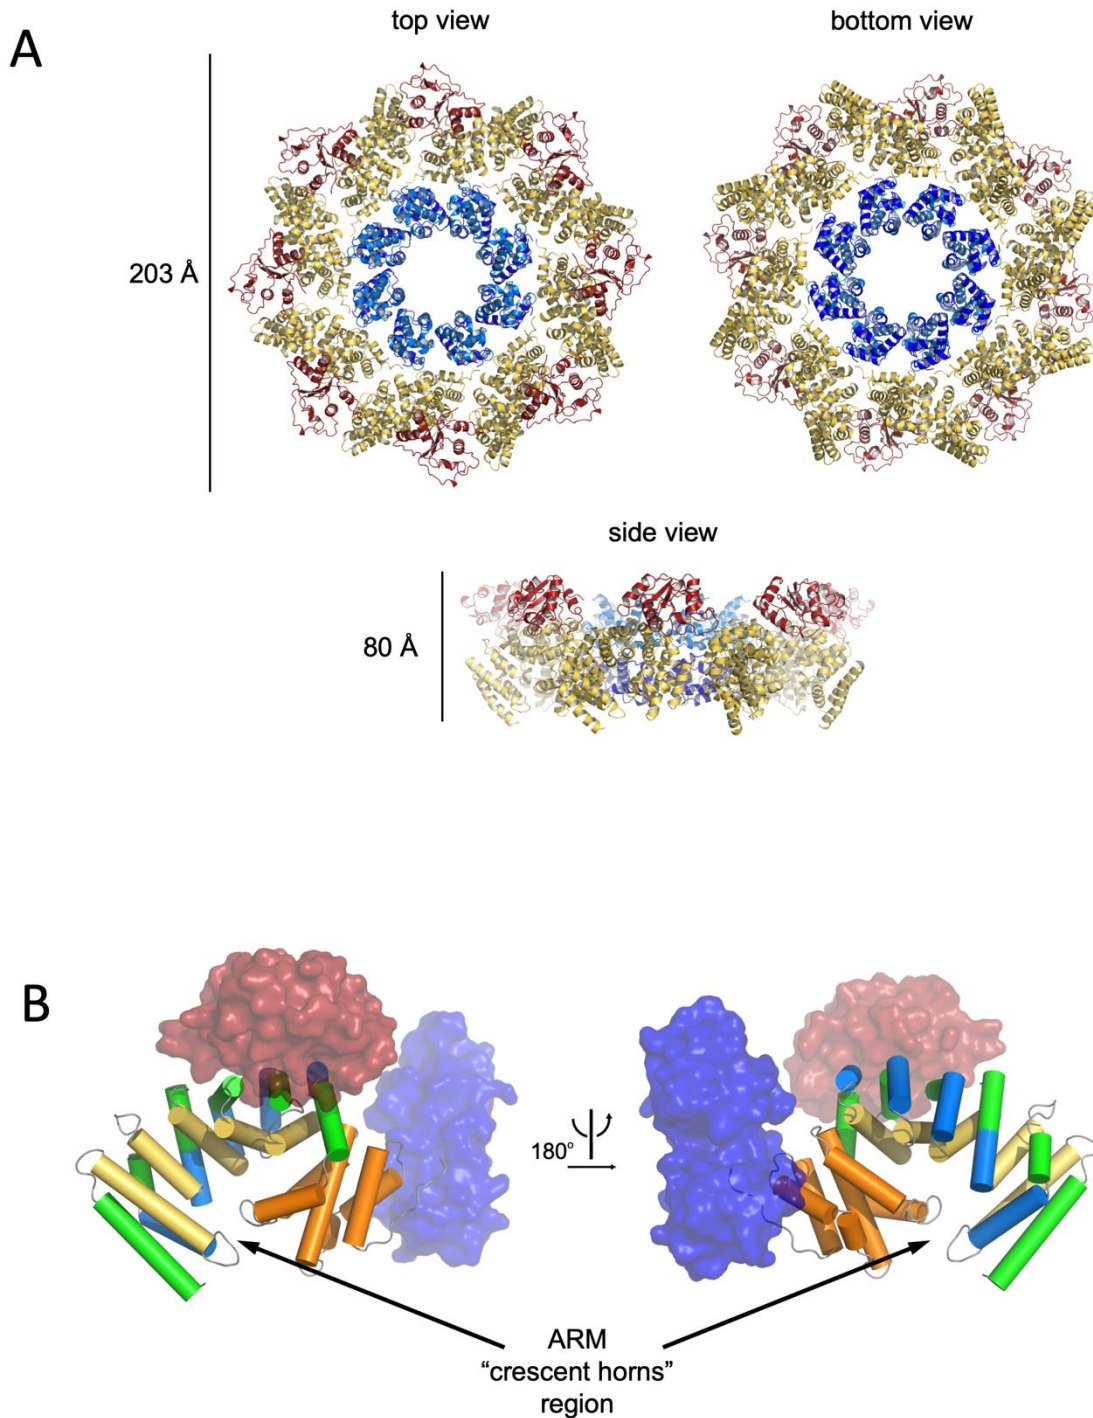 A
top view
bottom view
203 Å
side view
80 Å
B
180°
ARM
“crescent horns”
region